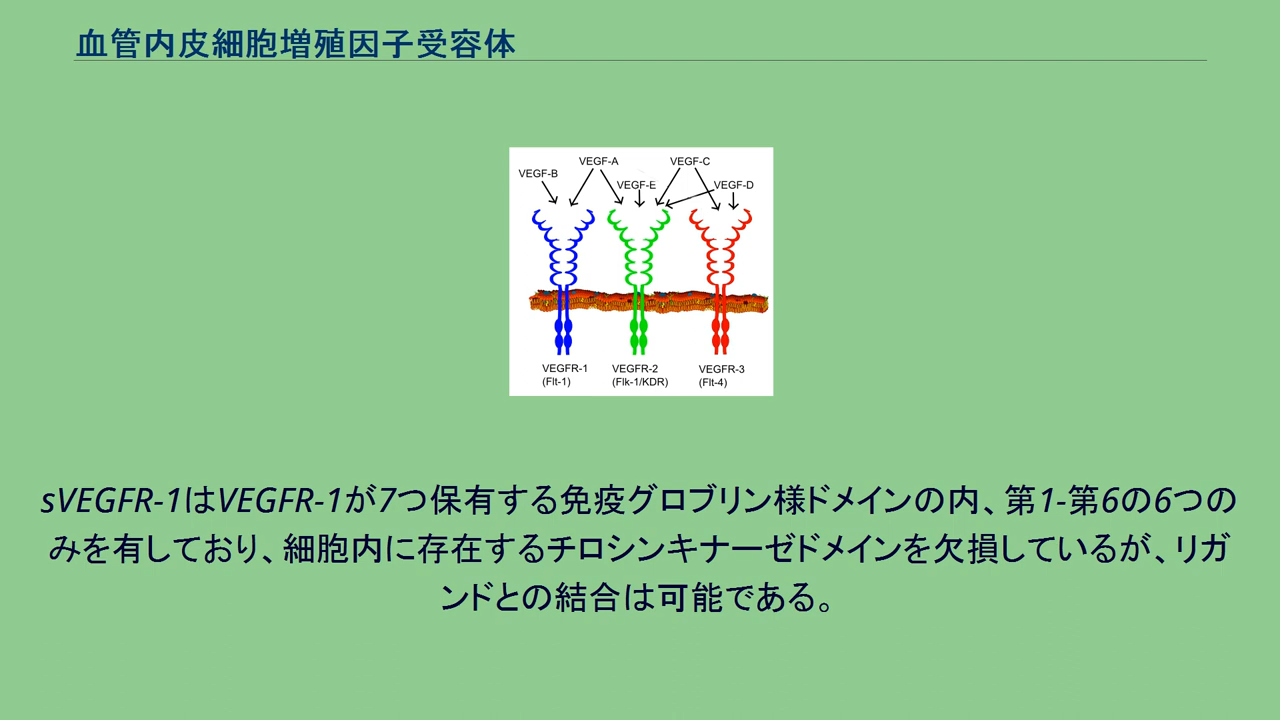 血管内皮細胞増殖因子受容体
VEGF-A
VEGF-C
VEGF-B
VEGF-E
VEGF-D
VEGFR-1
(Flt-1)
VEGFR-2
(Flk-1/KDR)
VEGFR-3
(Flt-4)
sVEGFR-1はVEGFR-1が7つ保有する免疫グロブリン様ドメインの内、第1-第6の6つの
みを有しており、細胞内に存在するチロシンキナーゼドメインを欠損しているが、リガ
ンドとの結合は可能である。